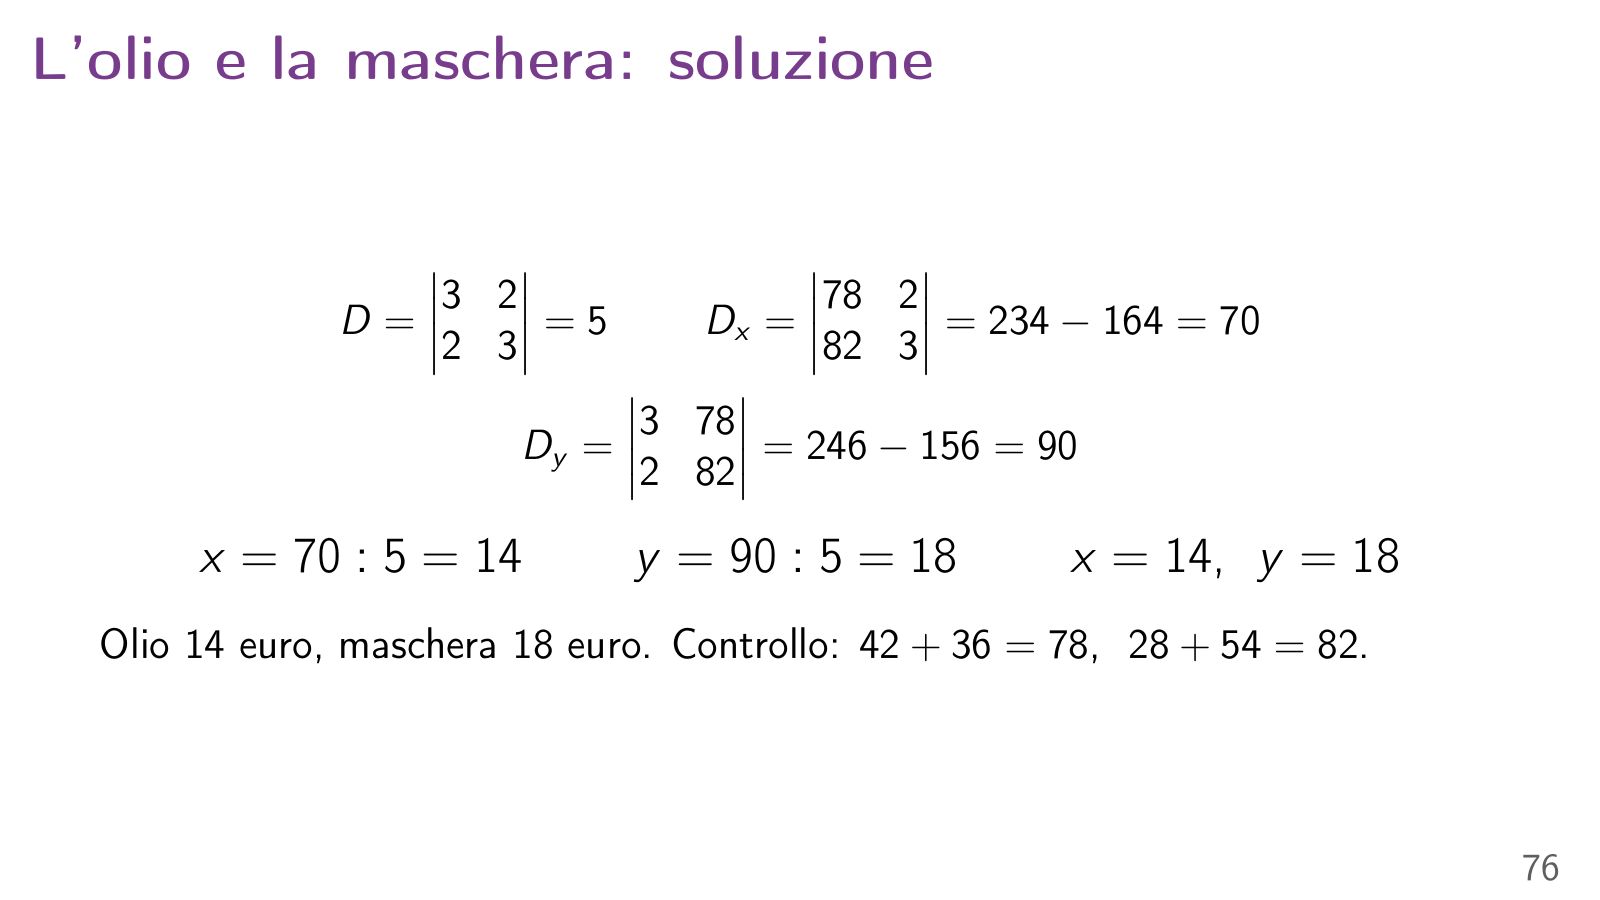 L'olio e la maschera: soluzione
D = |3 2; 2 3| = 5   D_x = |78 2; 82 3| = 234 − 164 = 70
D_y = |3 78; 2 82| = 246 − 156 = 90
x = 70 : 5 = 14   y = 90 : 5 = 18   x = 14, y = 18
Olio 14 euro, maschera 18 euro. Controllo: 42 + 36 = 78, 28 + 54 = 82.
76